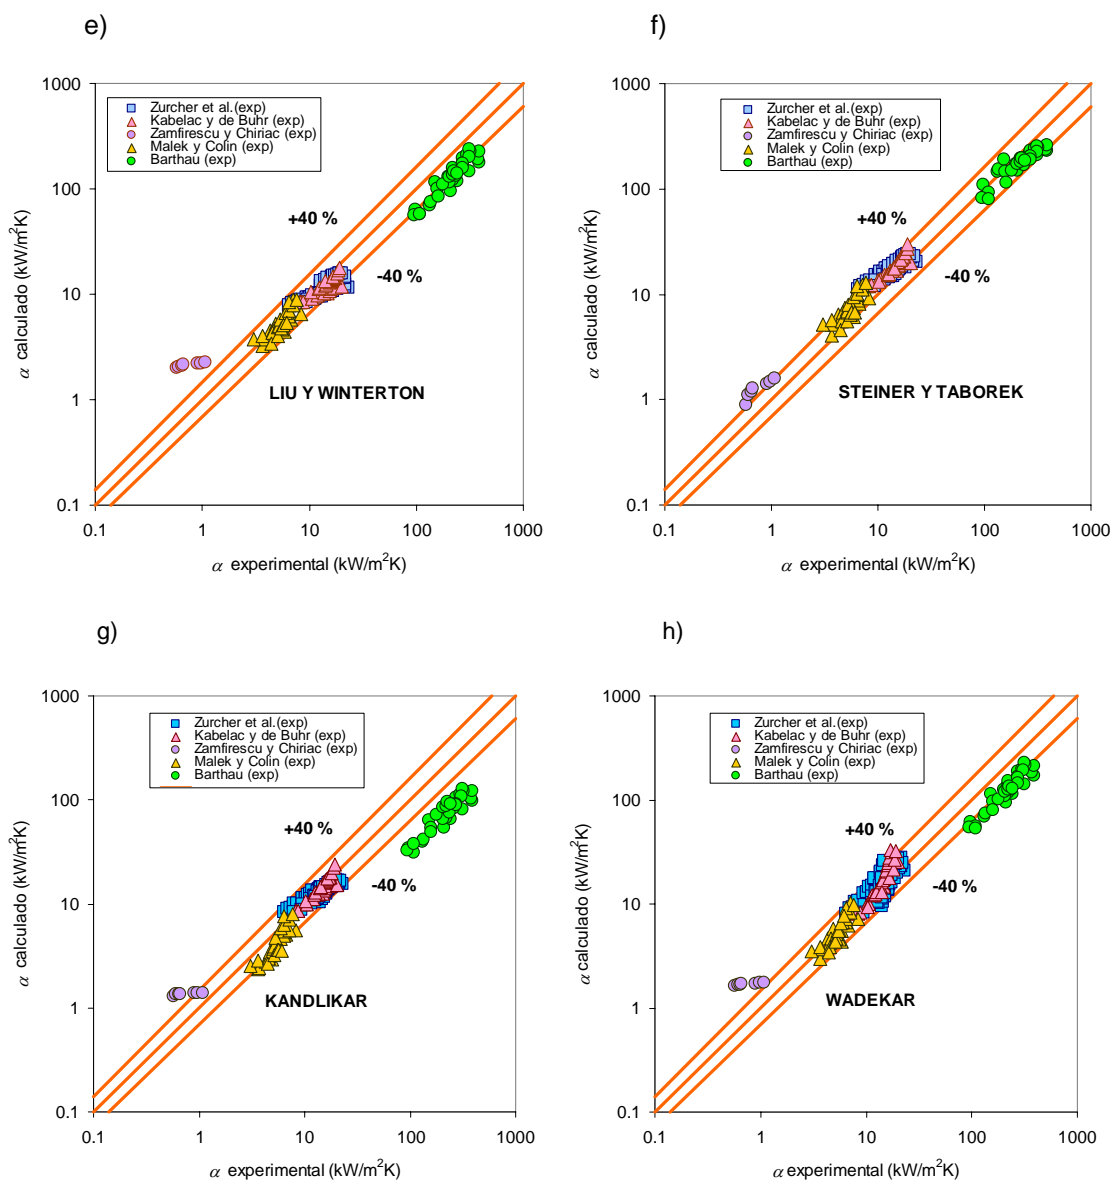 e)
1000
100
10
1
0.1
0.1 1 10 100 1000
α calculado (kW/m²K)
α experimental (kW/m²K)
Zurcher et al.(exp)
Kabelac y de Buhr (exp)
Zamfirescu y Chiriac (exp)
Malek y Colin (exp)
Barthau (exp)
+40 %
-40 %
LIU Y WINTERTON
f)
1000
100
10
1
0.1
0.1 1 10 100 1000
α calculado (kW/m²K)
α experimental (kW/m²K)
Zurcher et al.(exp)
Kabelac y de Buhr (exp)
Zamfirescu y Chiriac (exp)
Malek y Colin (exp)
Barthau (exp)
+40 %
-40 %
STEINER Y TABOREK
g)
1000
100
10
1
0.1
0.1 1 10 100 1000
α calculado (kW/m²K)
α experimental (kW/m²K)
Zurcher et al.(exp)
Kabelac y de Buhr (exp)
Zamfirescu y Chiriac (exp)
Malek y Colin (exp)
Barthau (exp)
+40 %
-40 %
KANDLIKAR
h)
1000
100
10
1
0.1
0.1 1 10 100 1000
α calculado (kW/m²K)
α experimental (kW/m²K)
Zurcher et al.(exp)
Kabelac y de Buhr (exp)
Zamfirescu y Chiriac (exp)
Malek y Colin (exp)
Barthau (exp)
+40 %
-40 %
WADEKAR